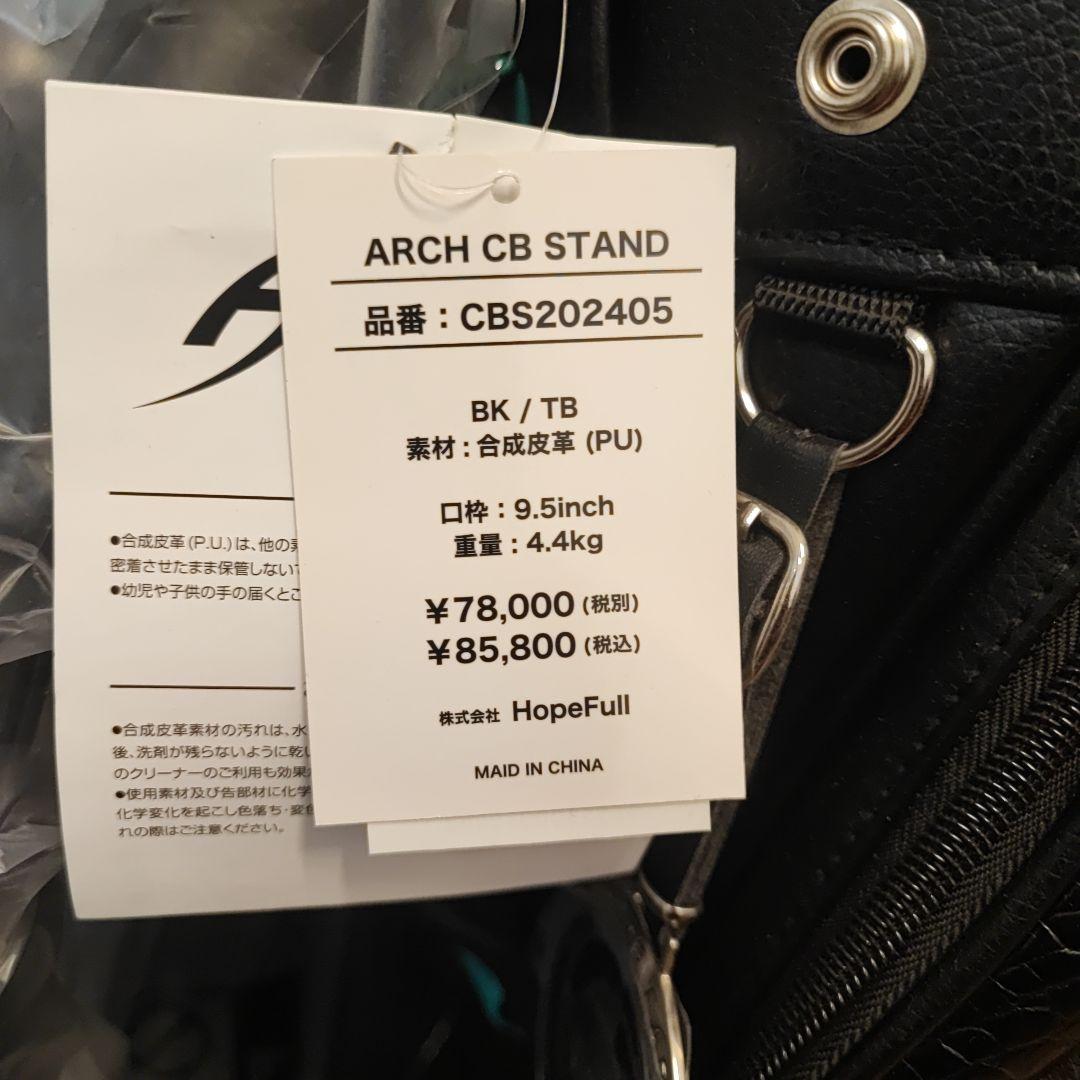 ARCH CB STAND
品番：CBS202405
BK / TB
素材：合成皮革 (PU)
口枠：9.5inch
重量：4.4kg
￥78,000 (税別)
￥85,800 (税込)
株式会社 HopeFull
MAID IN CHINA
●合成皮革(P.U.)は、他の
密着させたまま保管しない
●幼児や子供の手の届くとこ
●合成皮革素材の汚れは、水
後、洗剤が残らないように乾い
のクリーナーのご利用も効果
●使用素材及び各部材に化学
化学変化を起こし色落ち・変色
れの際はご注意ください。